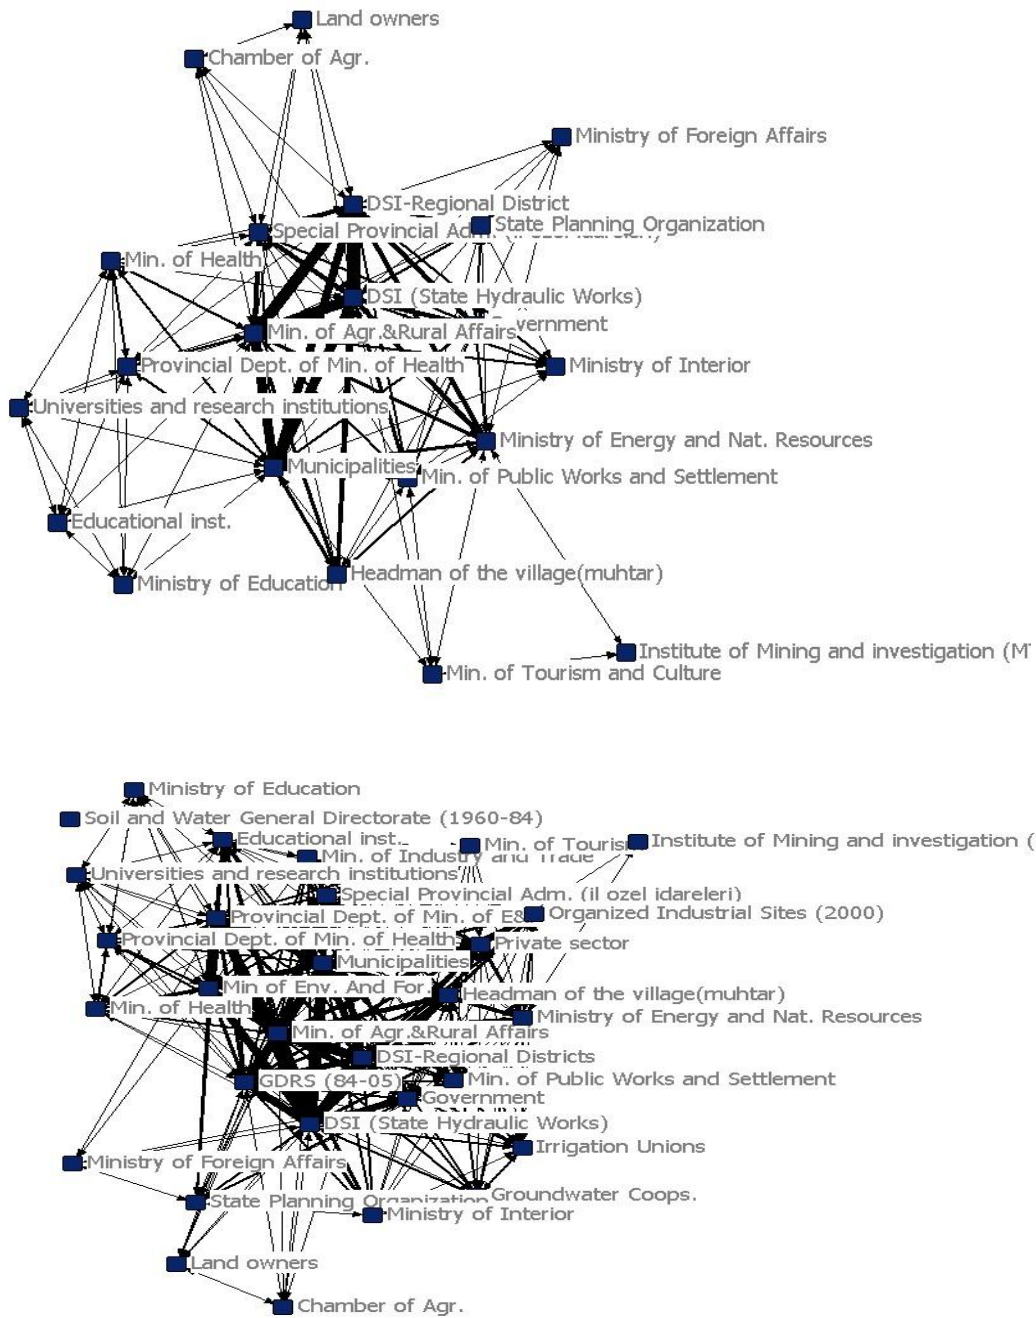 Land owners
Chamber of Agr.
Ministry of Foreign Affairs
DSI-Regional District
State Planning Organization
Special Provincial Adm. (il ozel idareleri)
Min. of Health
DSI (State Hydraulic Works)
Government
Min. of Agr.&Rural Affairs
Provincial Dept. of Min. of Health
Ministry of Interior
Universities and research institutions
Ministry of Energy and Nat. Resources
Municipalities
Min. of Public Works and Settlement
Educational inst.
Headman of the village(muhtar)
Ministry of Education
Institute of Mining and investigation (M
Min. of Tourism and Culture
Ministry of Education
Soil and Water General Directorate (1960-84)
Educational inst.
Min. of Tourism
Institute of Mining and investigation (
Min. of Industry and Trade
Universities and research institutions
Special Provincial Adm. (il ozel idareleri)
Provincial Dept. of Min. of E&
Organized Industrial Sites (2000)
Provincial Dept. of Min. of Health
Private sector
Municipalities
Min of Env. And For.
Headman of the village(muhtar)
Min. of Health
Ministry of Energy and Nat. Resources
Min. of Agr.&Rural Affairs
DSI-Regional Districts
GDRS (84-05)
Min. of Public Works and Settlement
Government
DSI (State Hydraulic Works)
Irrigation Unions
Ministry of Foreign Affairs
State Planning Organization
Groundwater Coops.
Ministry of Interior
Land owners
Chamber of Agr.